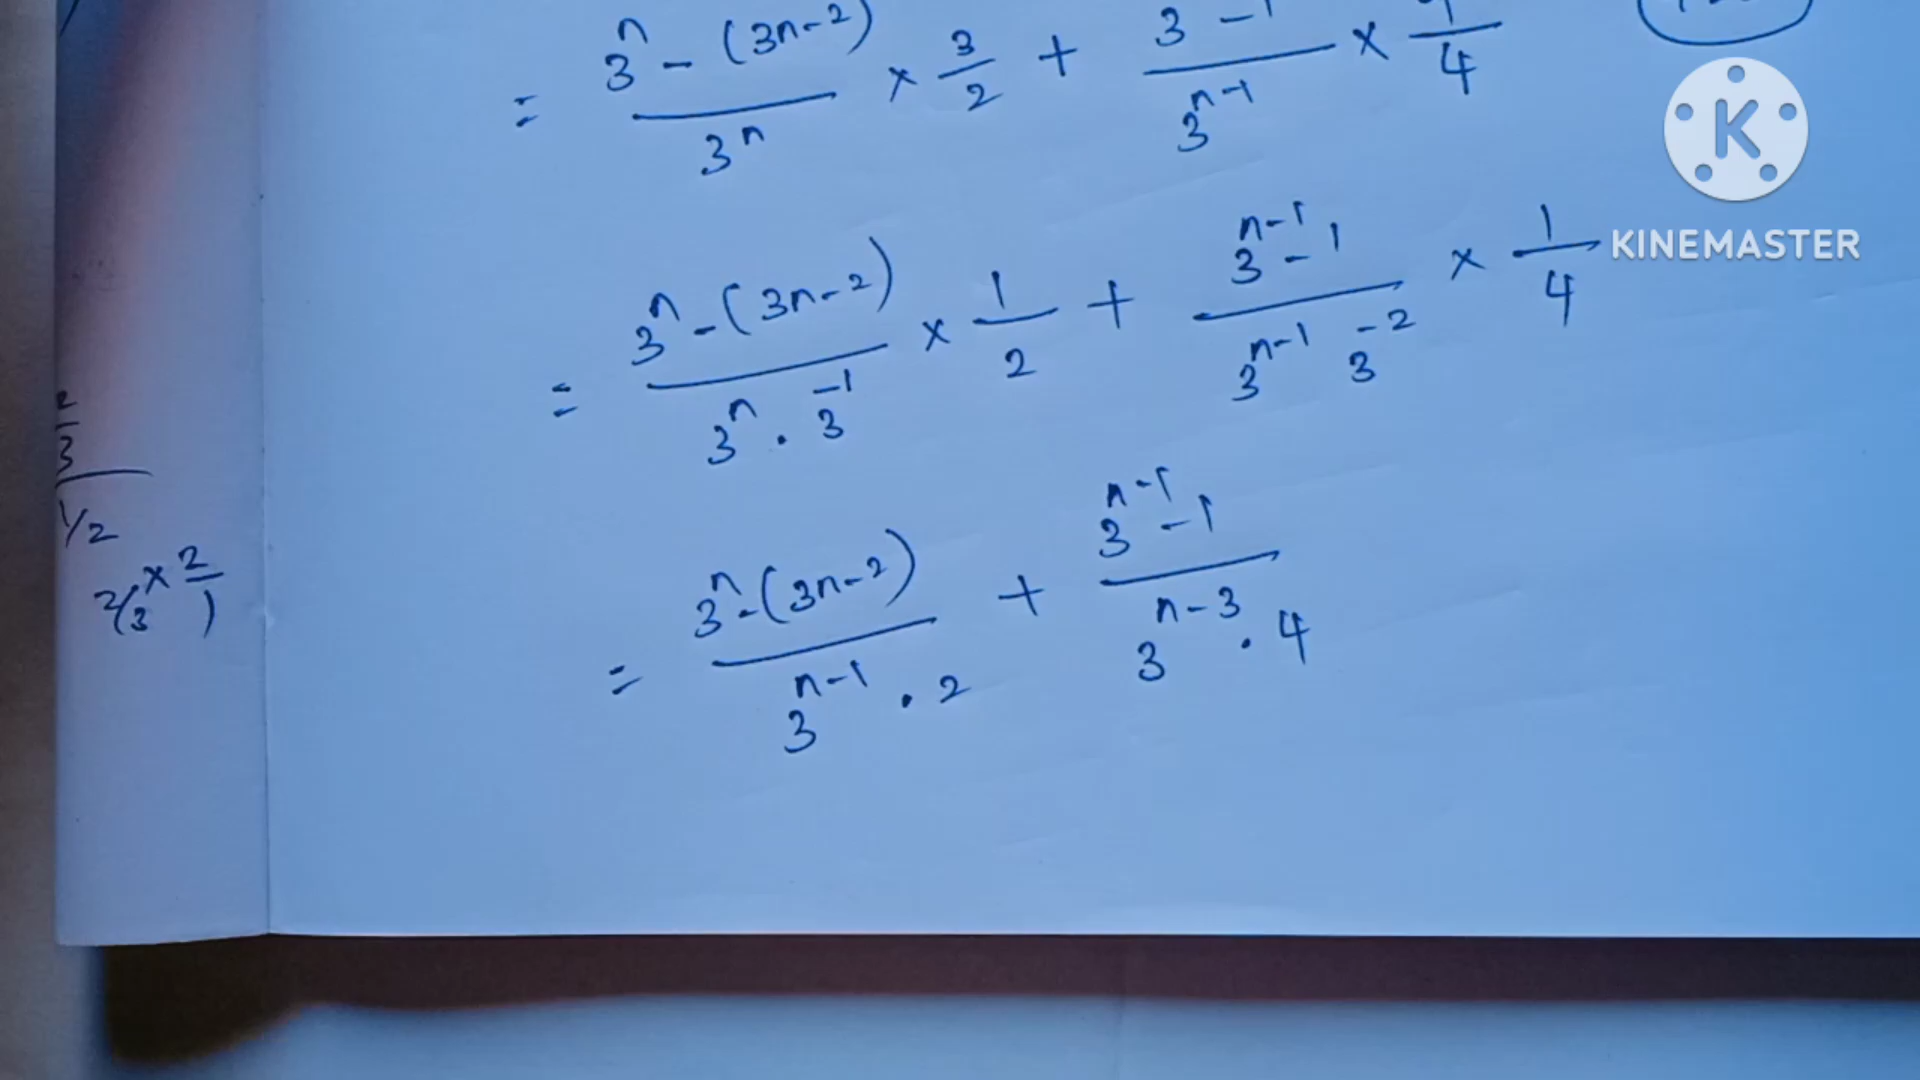 = (3^n - (3n-2))/3^n × 3/2 + (3 - 1)/3^(n-1) × /4
KINEMASTER
= (3^n - (3n-2))/(3^n · 3^-1) × 1/2 + (3^(n-1) - 1)/(3^(n-1) 3^-2) × 1/4
= (3^n - (3n-2))/(3^(n-1) · 2) + (3^(n-1) - 1)/(3^(n-3) · 4)
3
1/2
2/3 × 2/1